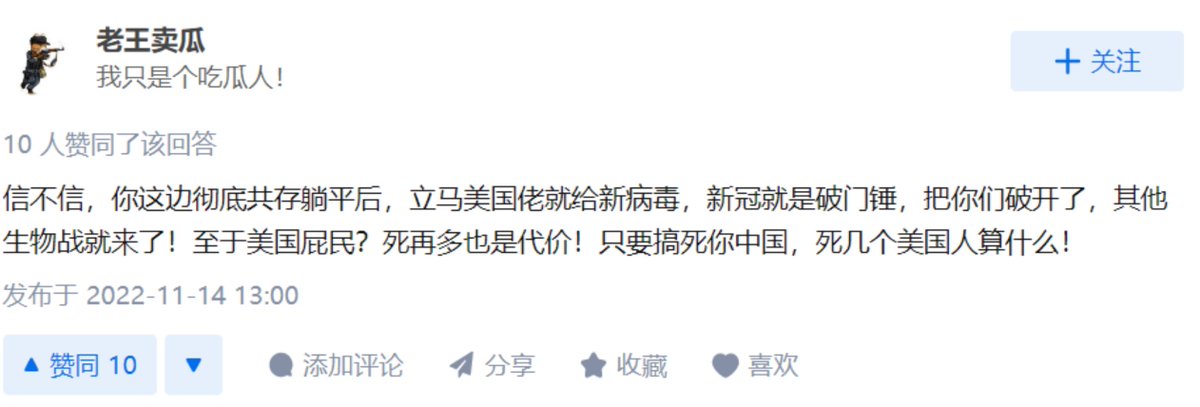 老王卖瓜
我只是个吃瓜人!
+ 关注
10 人赞同了该回答
信不信，你这边彻底共存躺平后，立马美国佬就给新病毒，新冠就是破门锤，把你们破开了，其他
生物战就来了！至于美国屁民？死再多也是代价！只要搞死你中国，死几个美国人算什么！
发布于 2022-11-14 13:00
▲ 赞同 10 ▼ 添加评论 分享 收藏 喜欢